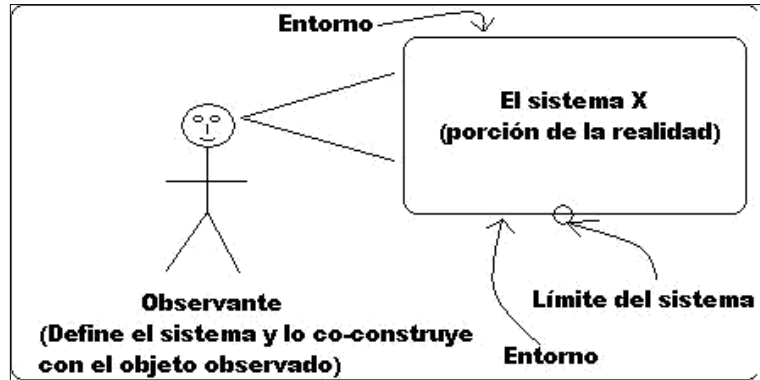 Entorno
El sistema X
(porción de la realidad)
Observante
(Define el sistema y lo co-construye
con el objeto observado)
Límite del sistema
Entorno